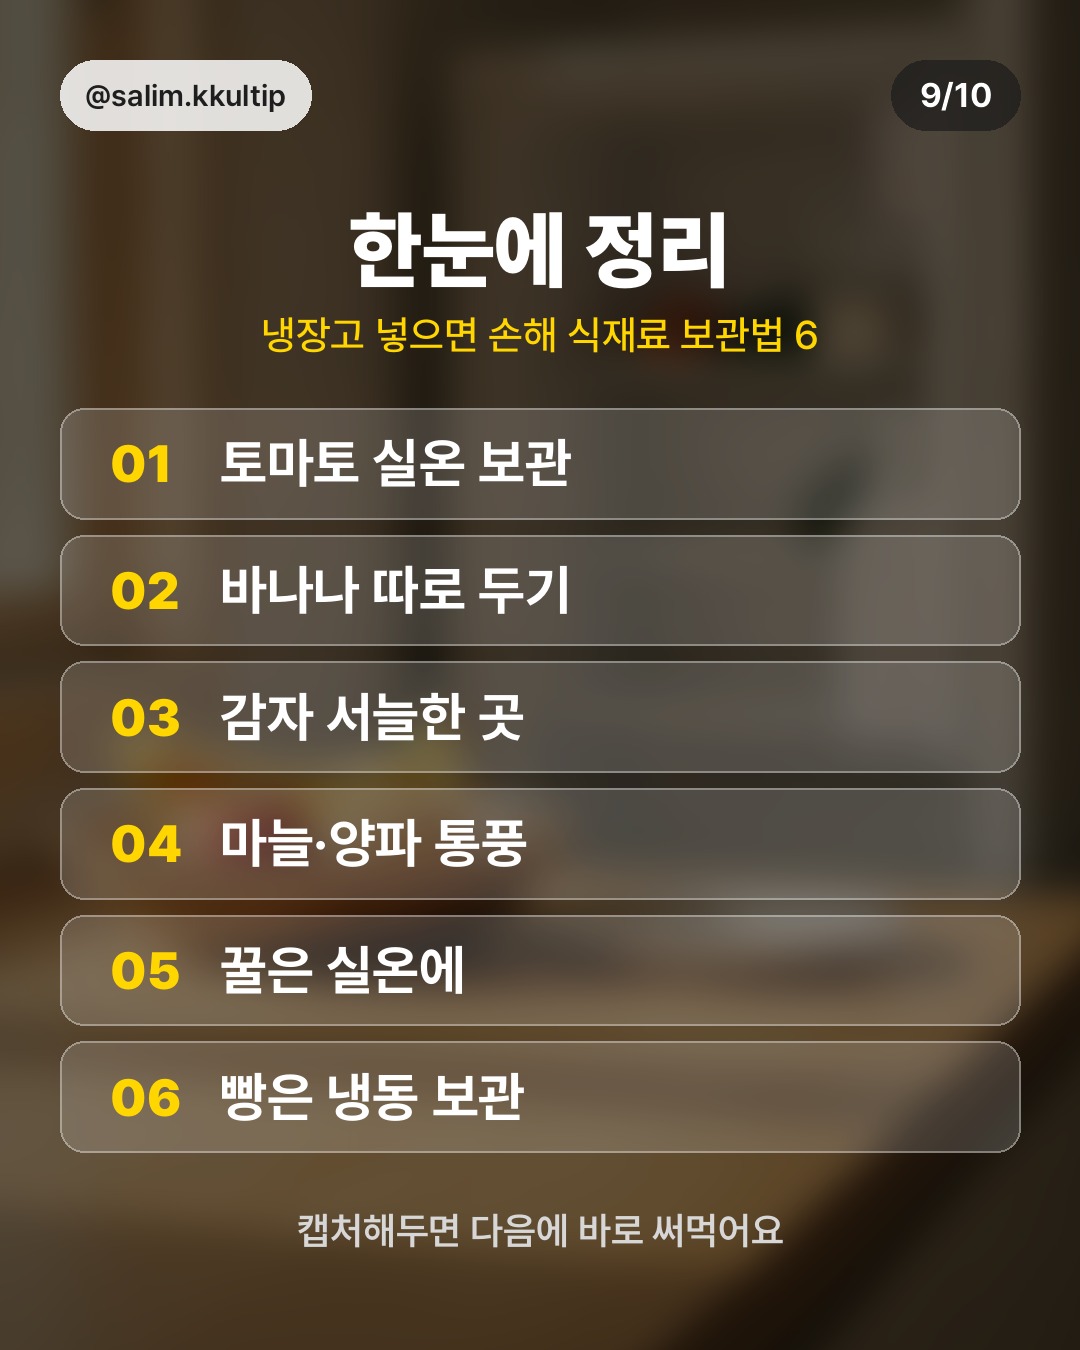 @salim.kkultip
9/10
한눈에 정리
냉장고 넣으면 손해 식재료 보관법 6
01 토마토 실온 보관
02 바나나 따로 두기
03 감자 서늘한 곳
04 마늘·양파 통풍
05 꿀은 실온에
06 빵은 냉동 보관
캡처해두면 다음에 바로 써먹어요